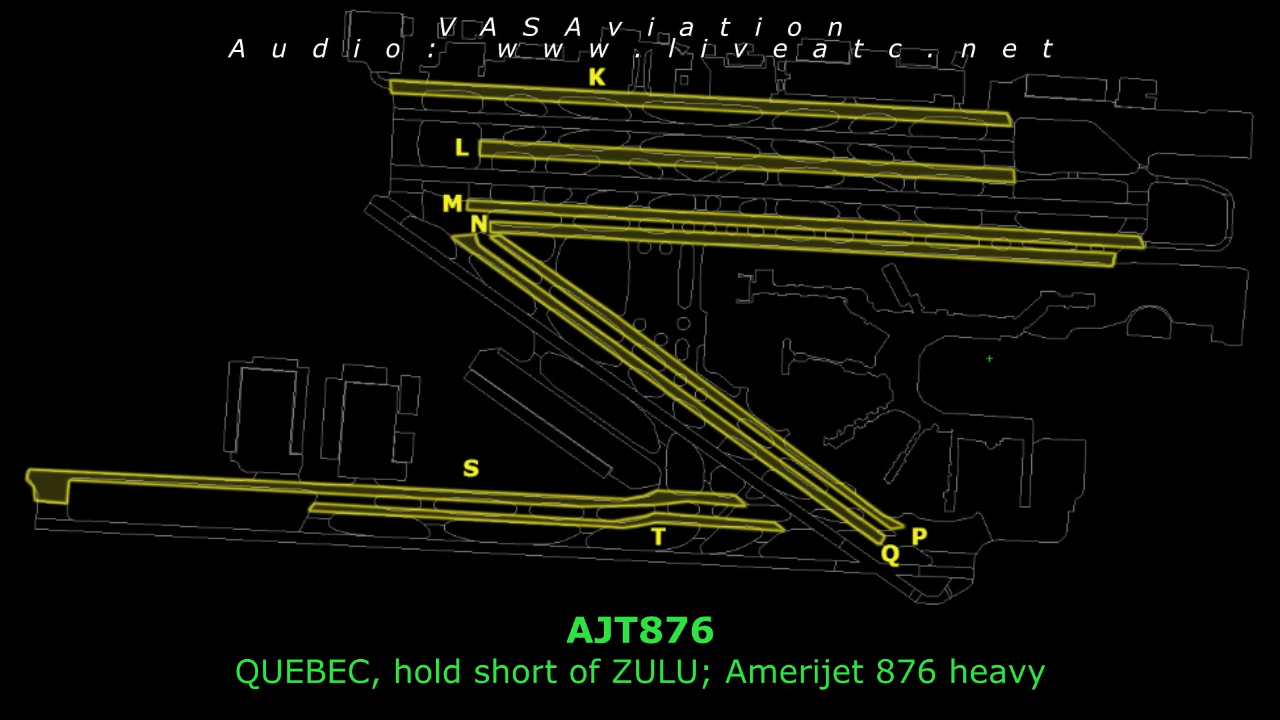 V A S A v i a t i o n
A u d i o : w w w . l i v e a t c . n e t
K
L
M
N
S
T
P
Q
AJT876
QUEBEC, hold short of ZULU; Amerijet 876 heavy